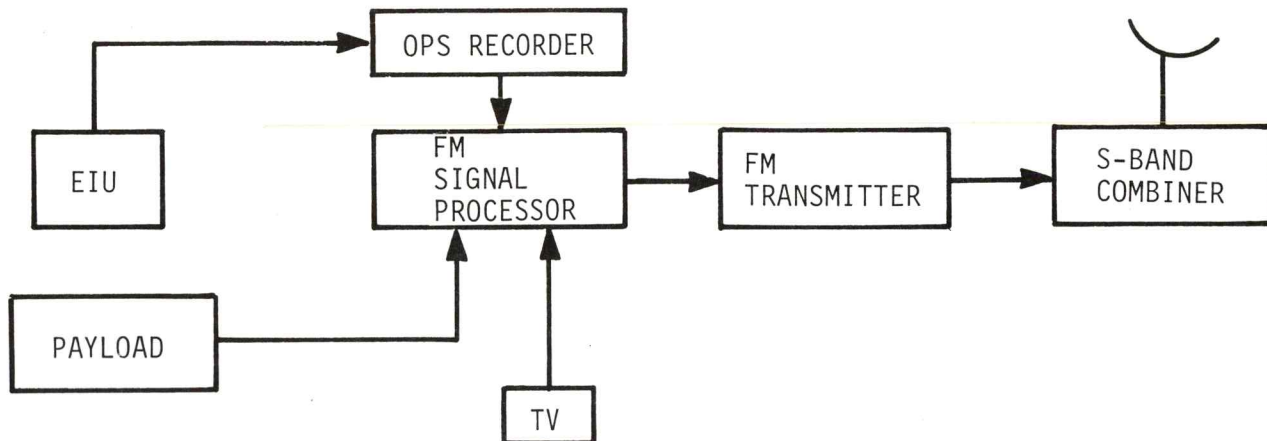 OPS RECORDER
EIU
FM
SIGNAL
PROCESSOR
FM
TRANSMITTER
S-BAND
COMBINER
PAYLOAD
TV